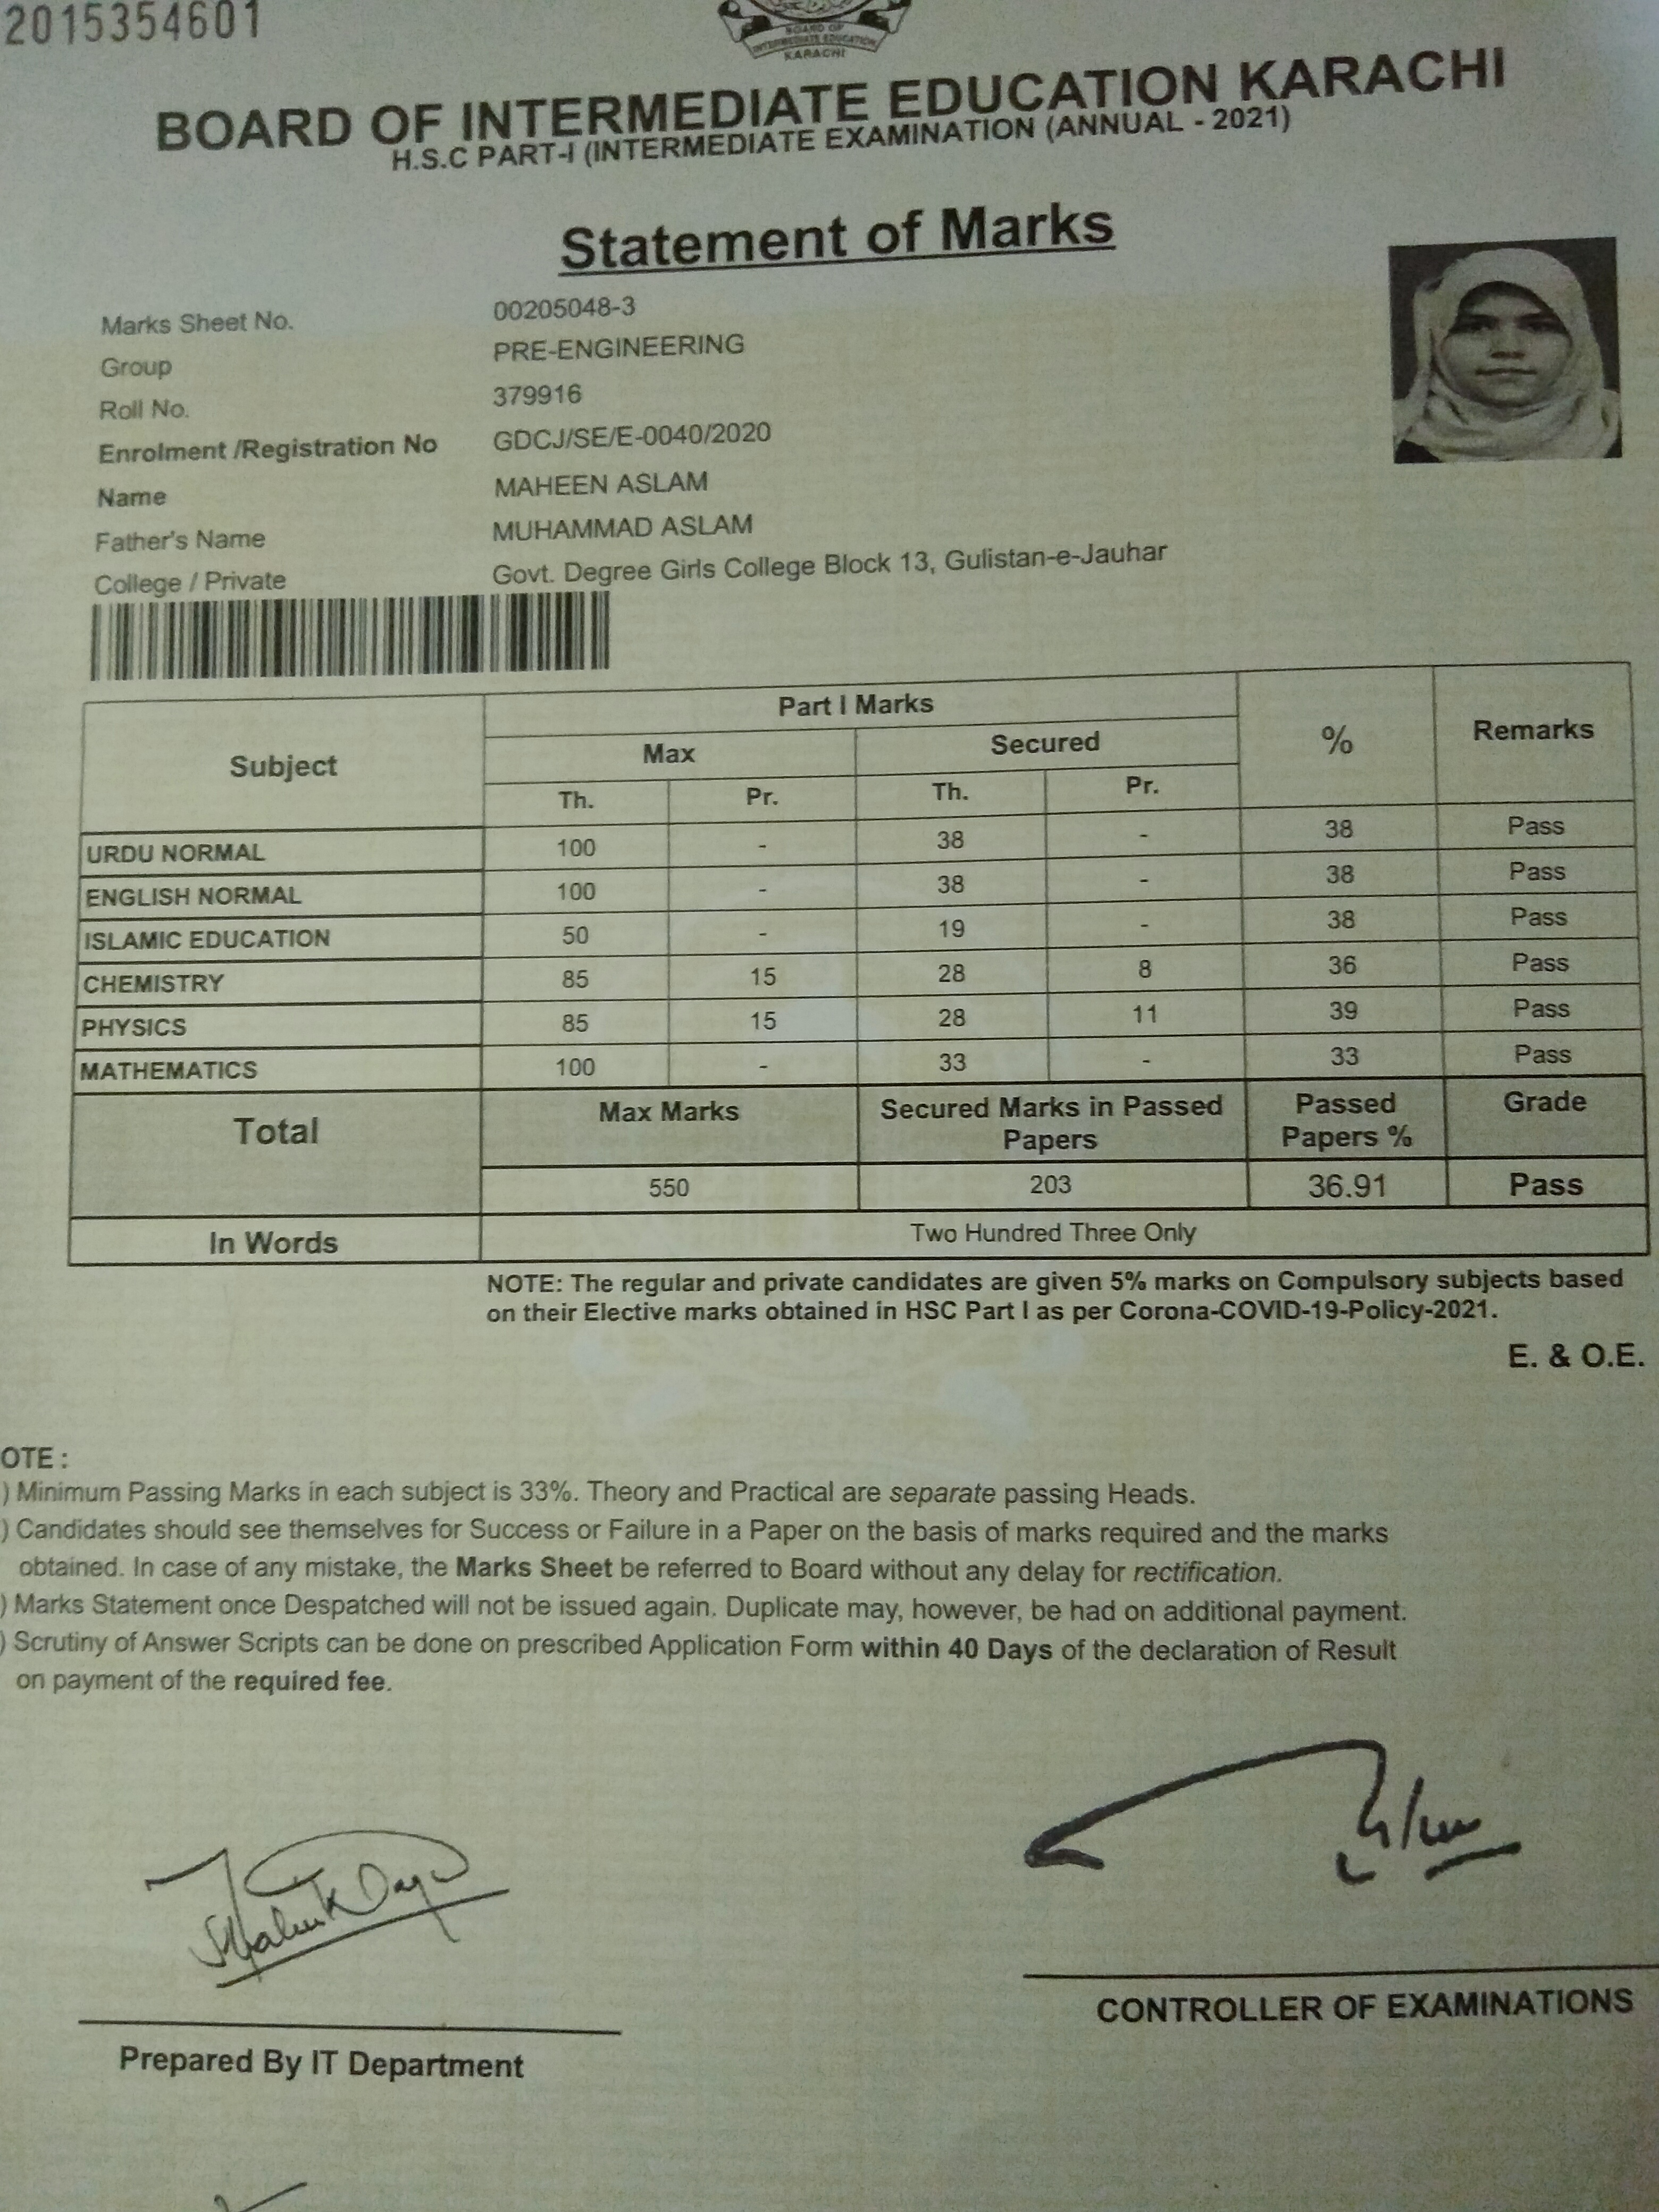 2015354601
BOARD OF
INTERMEDIATE EDUCATION
KARACHI
BOARD OF INTERMEDIATE EDUCATION KARACHI
H.S.C PART-I (INTERMEDIATE EXAMINATION (ANNUAL - 2021)
Statement of Marks
Marks Sheet No. 00205048-3
Group PRE-ENGINEERING
Roll No. 379916
Enrolment /Registration No GDCJ/SE/E-0040/2020
Name MAHEEN ASLAM
Father's Name MUHAMMAD ASLAM
College / Private Govt. Degree Girls College Block 13, Gulistan-e-Jauhar
Subject Part I Marks % Remarks
Max Secured
Th. Pr. Th. Pr.
URDU NORMAL 100 - 38 - 38 Pass
ENGLISH NORMAL 100 - 38 - 38 Pass
ISLAMIC EDUCATION 50 - 19 - 38 Pass
CHEMISTRY 85 15 28 8 36 Pass
PHYSICS 85 15 28 11 39 Pass
MATHEMATICS 100 - 33 - 33 Pass
Total Max Marks Secured Marks in Passed Passed Grade
Papers Papers %
550 203 36.91 Pass
In Words Two Hundred Three Only
NOTE: The regular and private candidates are given 5% marks on Compulsory subjects based
on their Elective marks obtained in HSC Part I as per Corona-COVID-19-Policy-2021.
E. & O.E.
OTE :
) Minimum Passing Marks in each subject is 33%. Theory and Practical are separate passing Heads.
) Candidates should see themselves for Success or Failure in a Paper on the basis of marks required and the marks
obtained. In case of any mistake, the Marks Sheet be referred to Board without any delay for rectification.
) Marks Statement once Despatched will not be issued again. Duplicate may, however, be had on additional payment.
) Scrutiny of Answer Scripts can be done on prescribed Application Form within 40 Days of the declaration of Result
on payment of the required fee.
CONTROLLER OF EXAMINATIONS
Prepared By IT Department